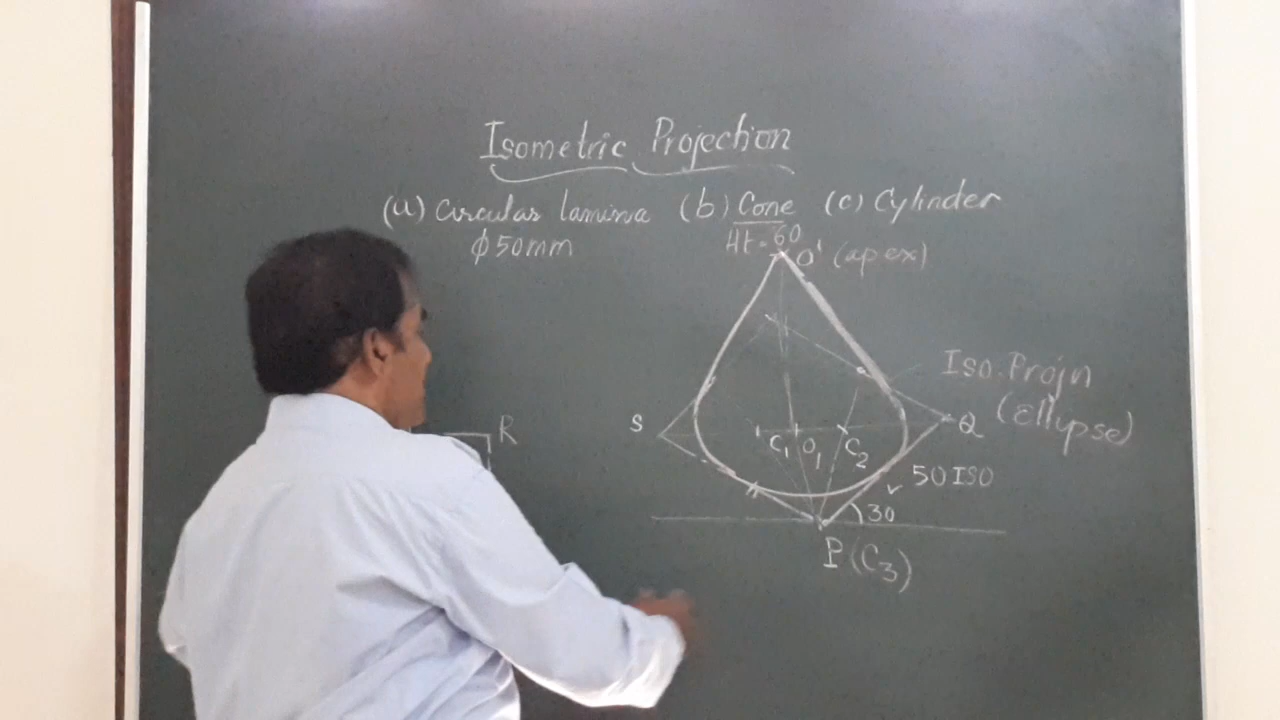 Isometric Projection
(a) Circular lamina (b) Cone (c) Cylinder
φ50mm Ht=60
O' (apex)
Iso.Projn
(Ellipse)
S C1 O1 C2 Q
R
50 ISO
30
P(C3)